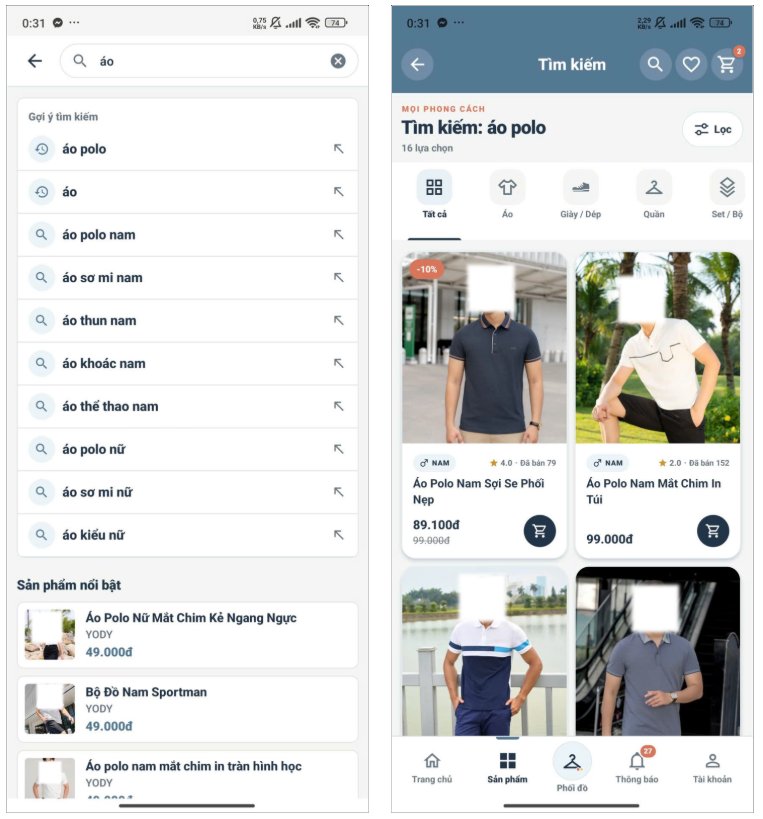 0:31
0,75
KB/s
74
áo
Gợi ý tìm kiếm
áo polo
áo
áo polo nam
áo sơ mi nam
áo thun nam
áo khoác nam
áo thể thao nam
áo polo nữ
áo sơ mi nữ
áo kiểu nữ
Sản phẩm nổi bật
Áo Polo Nữ Mắt Chim Kẻ Ngang Ngực
YODY
49.000đ
Bộ Đồ Nam Sportman
YODY
49.000đ
Áo polo nam mắt chim in tràn hình học
YODY
0:31
2,29
KB/s
74
Tìm kiếm
2
MỌI PHONG CÁCH
Tìm kiếm: áo polo
16 lựa chọn
Lọc
Tất cả
Áo
Giày / Dép
Quần
Set / Bộ
-10%
NAM
4.0 · Đã bán 79
Áo Polo Nam Sợi Se Phối
Nẹp
89.100đ
99.000đ
NAM
2.0 · Đã bán 152
Áo Polo Nam Mắt Chim In
Túi
99.000đ
Trang chủ
Sản phẩm
Phối đồ
27
Thông báo
Tài khoản